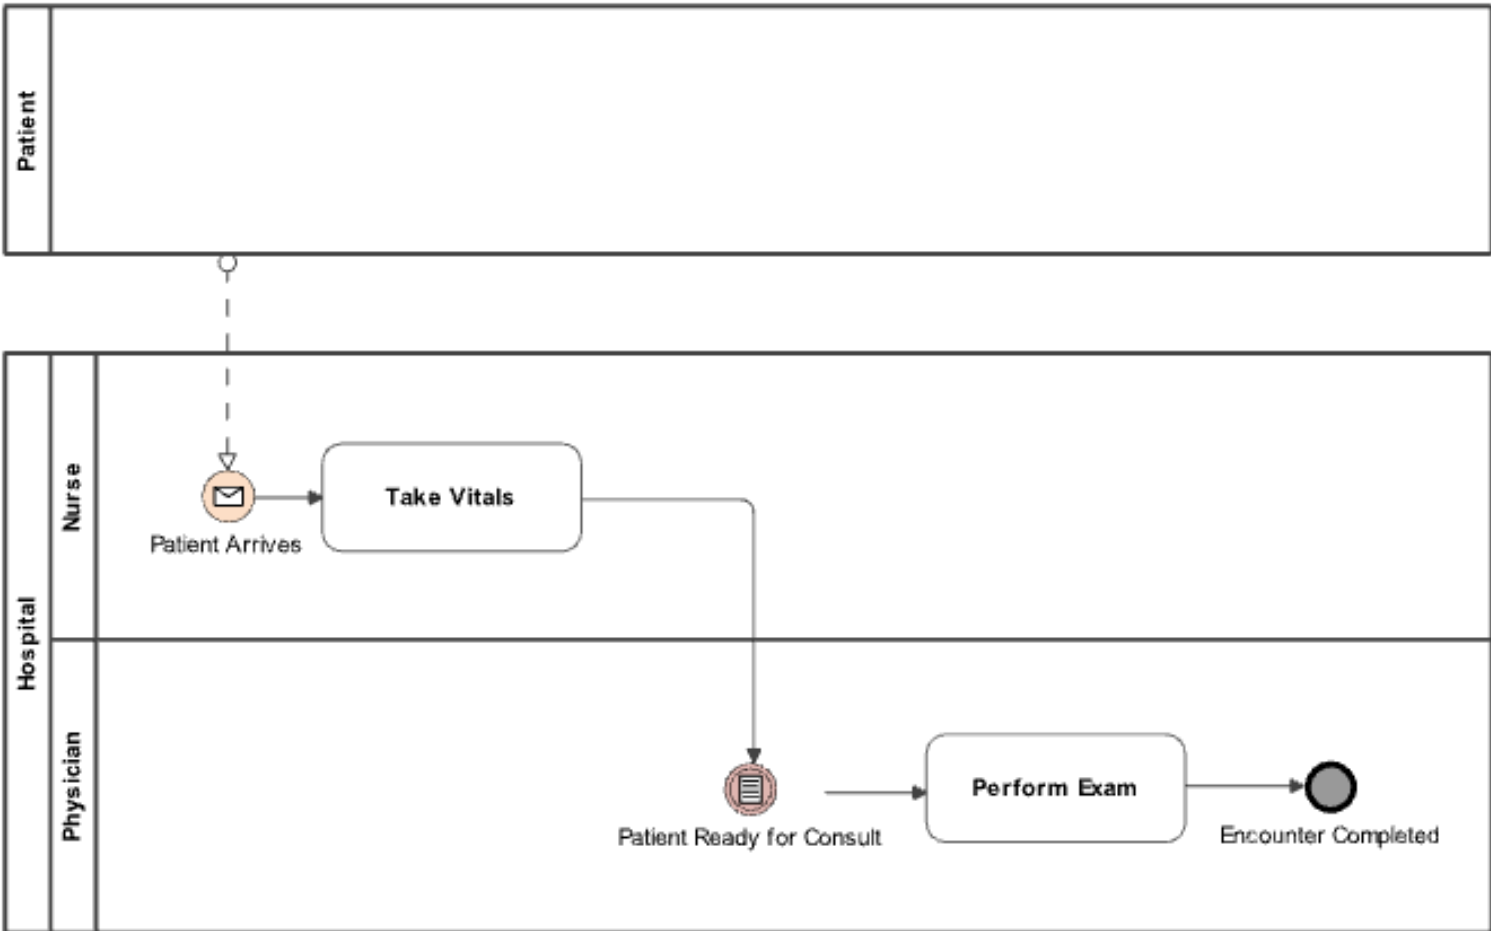 Patient
Hospital
Nurse
Patient Arrives
Take Vitals
Physician
Patient Ready for Consult
Perform Exam
Encounter Completed